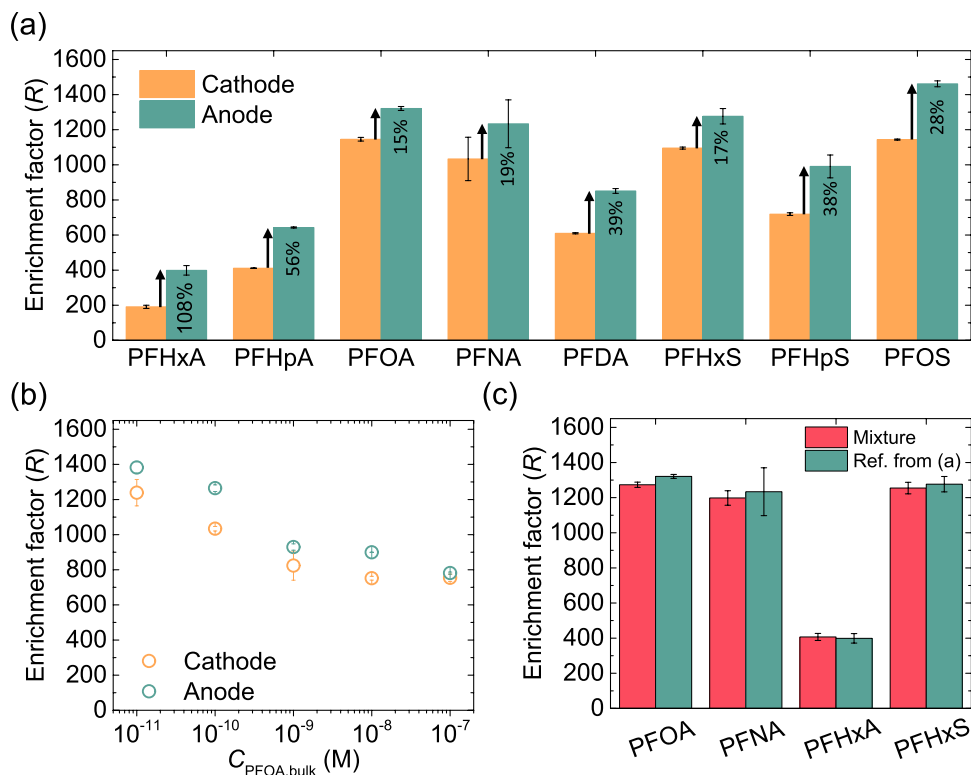 (a)
Enrichment factor (R)
1600
1400
1200
1000
800
600
400
200
0
Cathode
Anode
108%
56%
15%
19%
39%
17%
38%
28%
PFHxA PFHpA PFOA PFNA PFDA PFHxS PFHpS PFOS
(b)
Enrichment factor (R)
1600
1400
1200
1000
800
600
400
200
0
Cathode
Anode
10⁻¹¹ 10⁻¹⁰ 10⁻⁹ 10⁻⁸ 10⁻⁷
C_PFOA,bulk (M)
(c)
Enrichment factor (R)
1600
1400
1200
1000
800
600
400
200
0
Mixture
Ref. from (a)
PFOA PFNA PFHxA PFHxS